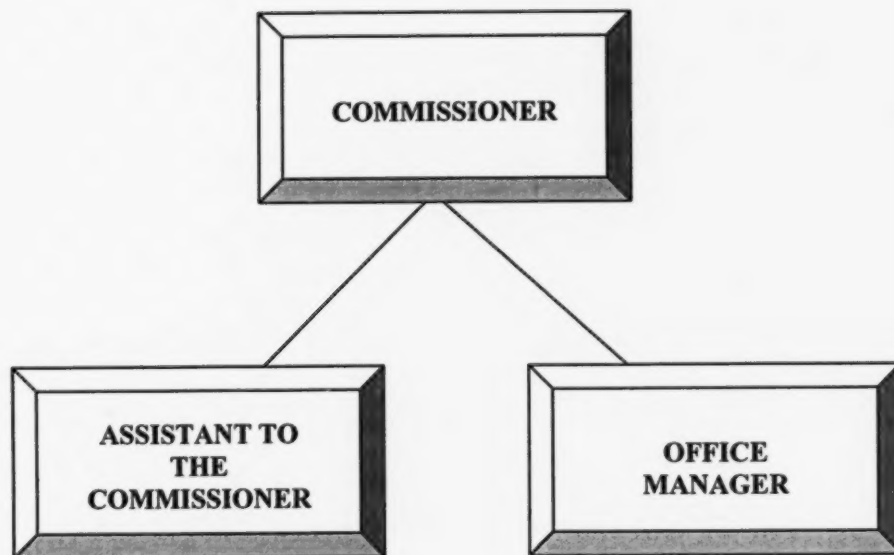 COMMISSIONER
ASSISTANT TO
THE
COMMISSIONER
OFFICE
MANAGER